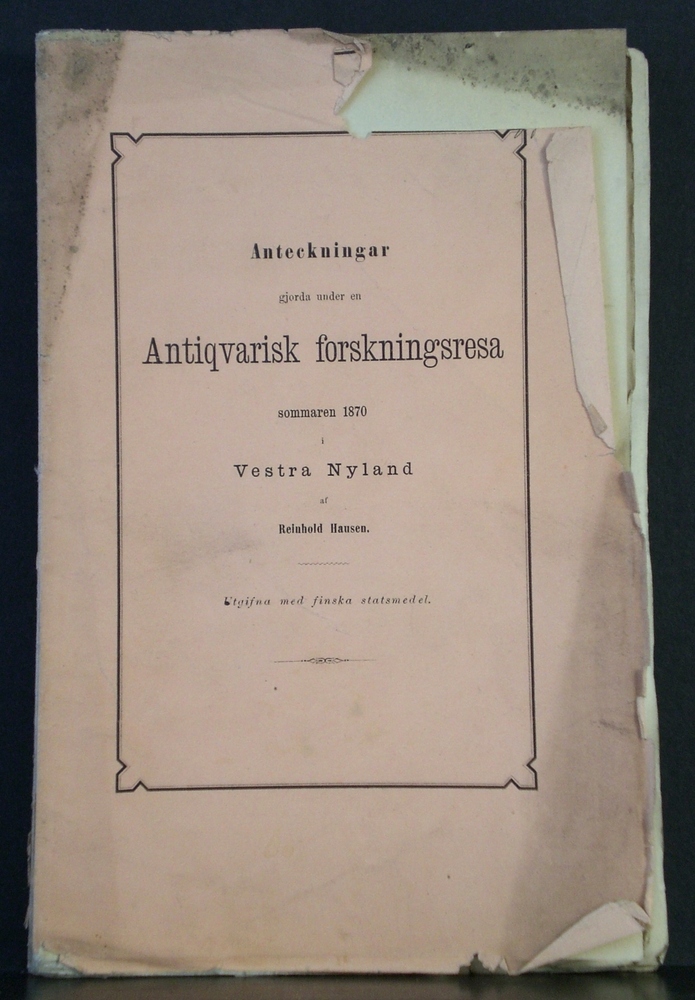 Anteckningar
gjorda under en
Antiqvarisk forskningsresa
sommaren 1870
i
Vestra Nyland
af
Reinhold Hausen.
Utgifna med finska statsmedel.